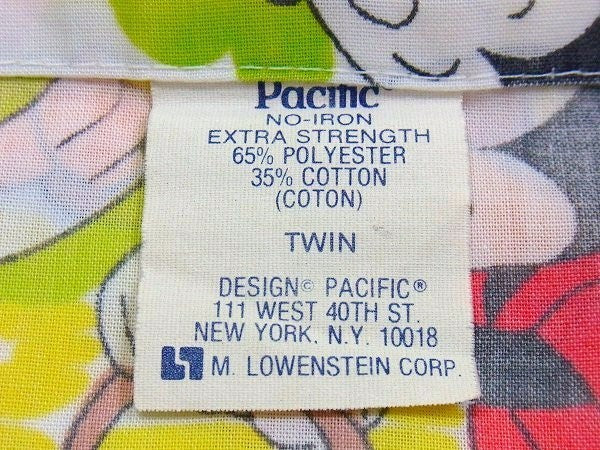 Pacific
NO-IRON
EXTRA STRENGTH
65% POLYESTER
35% COTTON
(COTON)
TWIN
DESIGN© PACIFIC®
111 WEST 40TH ST.
NEW YORK, N.Y. 10018
M. LOWENSTEIN CORP.